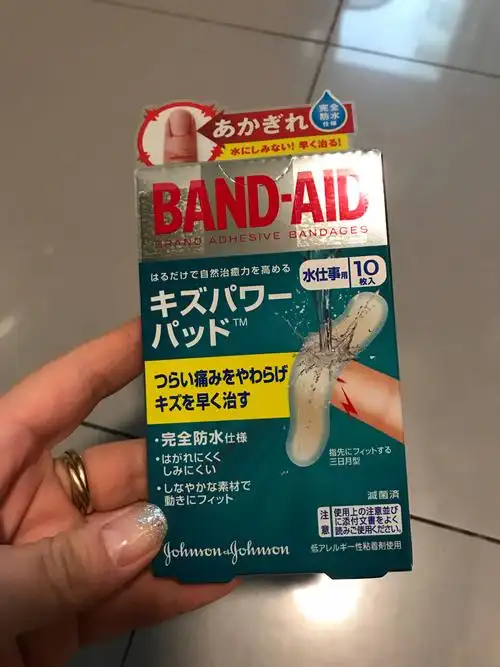 あかぎれ
完全
防水
仕様
水にしみない!早く治る!
BAND-AID
BRAND ADHESIVE BANDAGES
はるだけで自然治癒力を高める
水仕事用
10
枚入
キズパワー
パッド™
つらい痛みをやわらげ
キズを早く治す
・完全防水仕様
・はがれにくく
しみにくい
・しなやかな素材で
動きにフィット
指先にフィットする
三日月型
滅菌済
注意
使用上の注意並び
に添付文書をよく
読みご使用ください。
Johnson&Johnson
低アレルギー性粘着剤使用